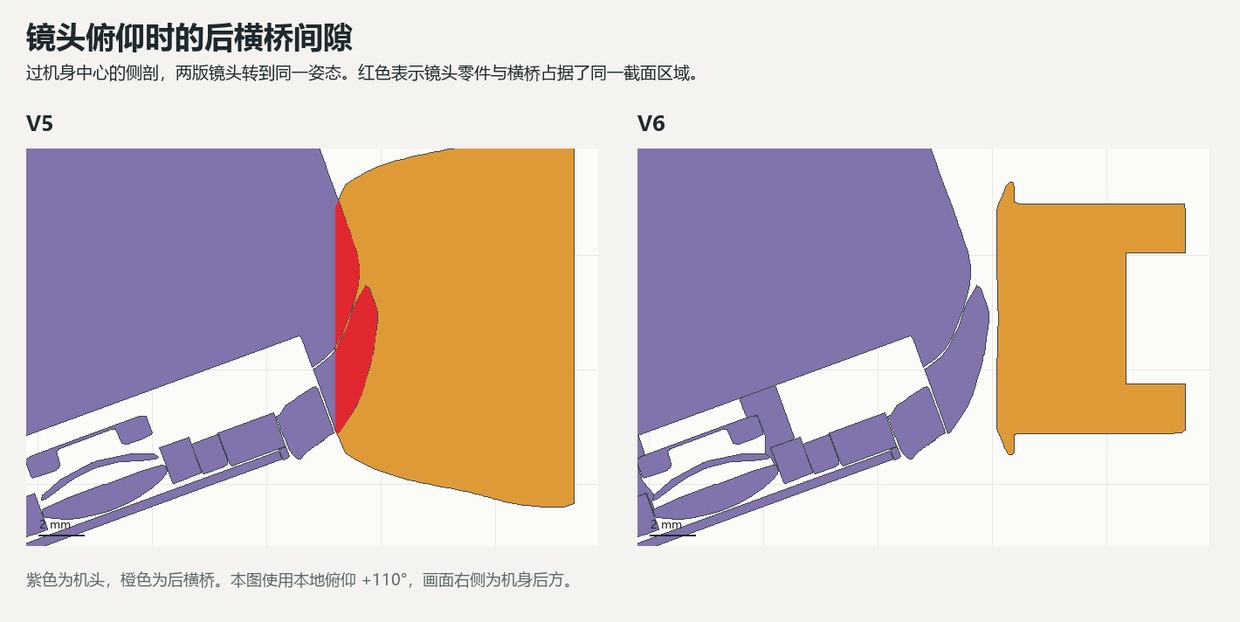 镜头俯仰时的后横桥间隙
过机身中心的侧剖，两版镜头转到同一姿态。红色表示镜头零件与横桥占据了同一截面区域。
V5
V6
2 mm
2 mm
紫色为机头，橙色为后横桥。本图使用本地俯仰 +110°，画面右侧为机身后方。